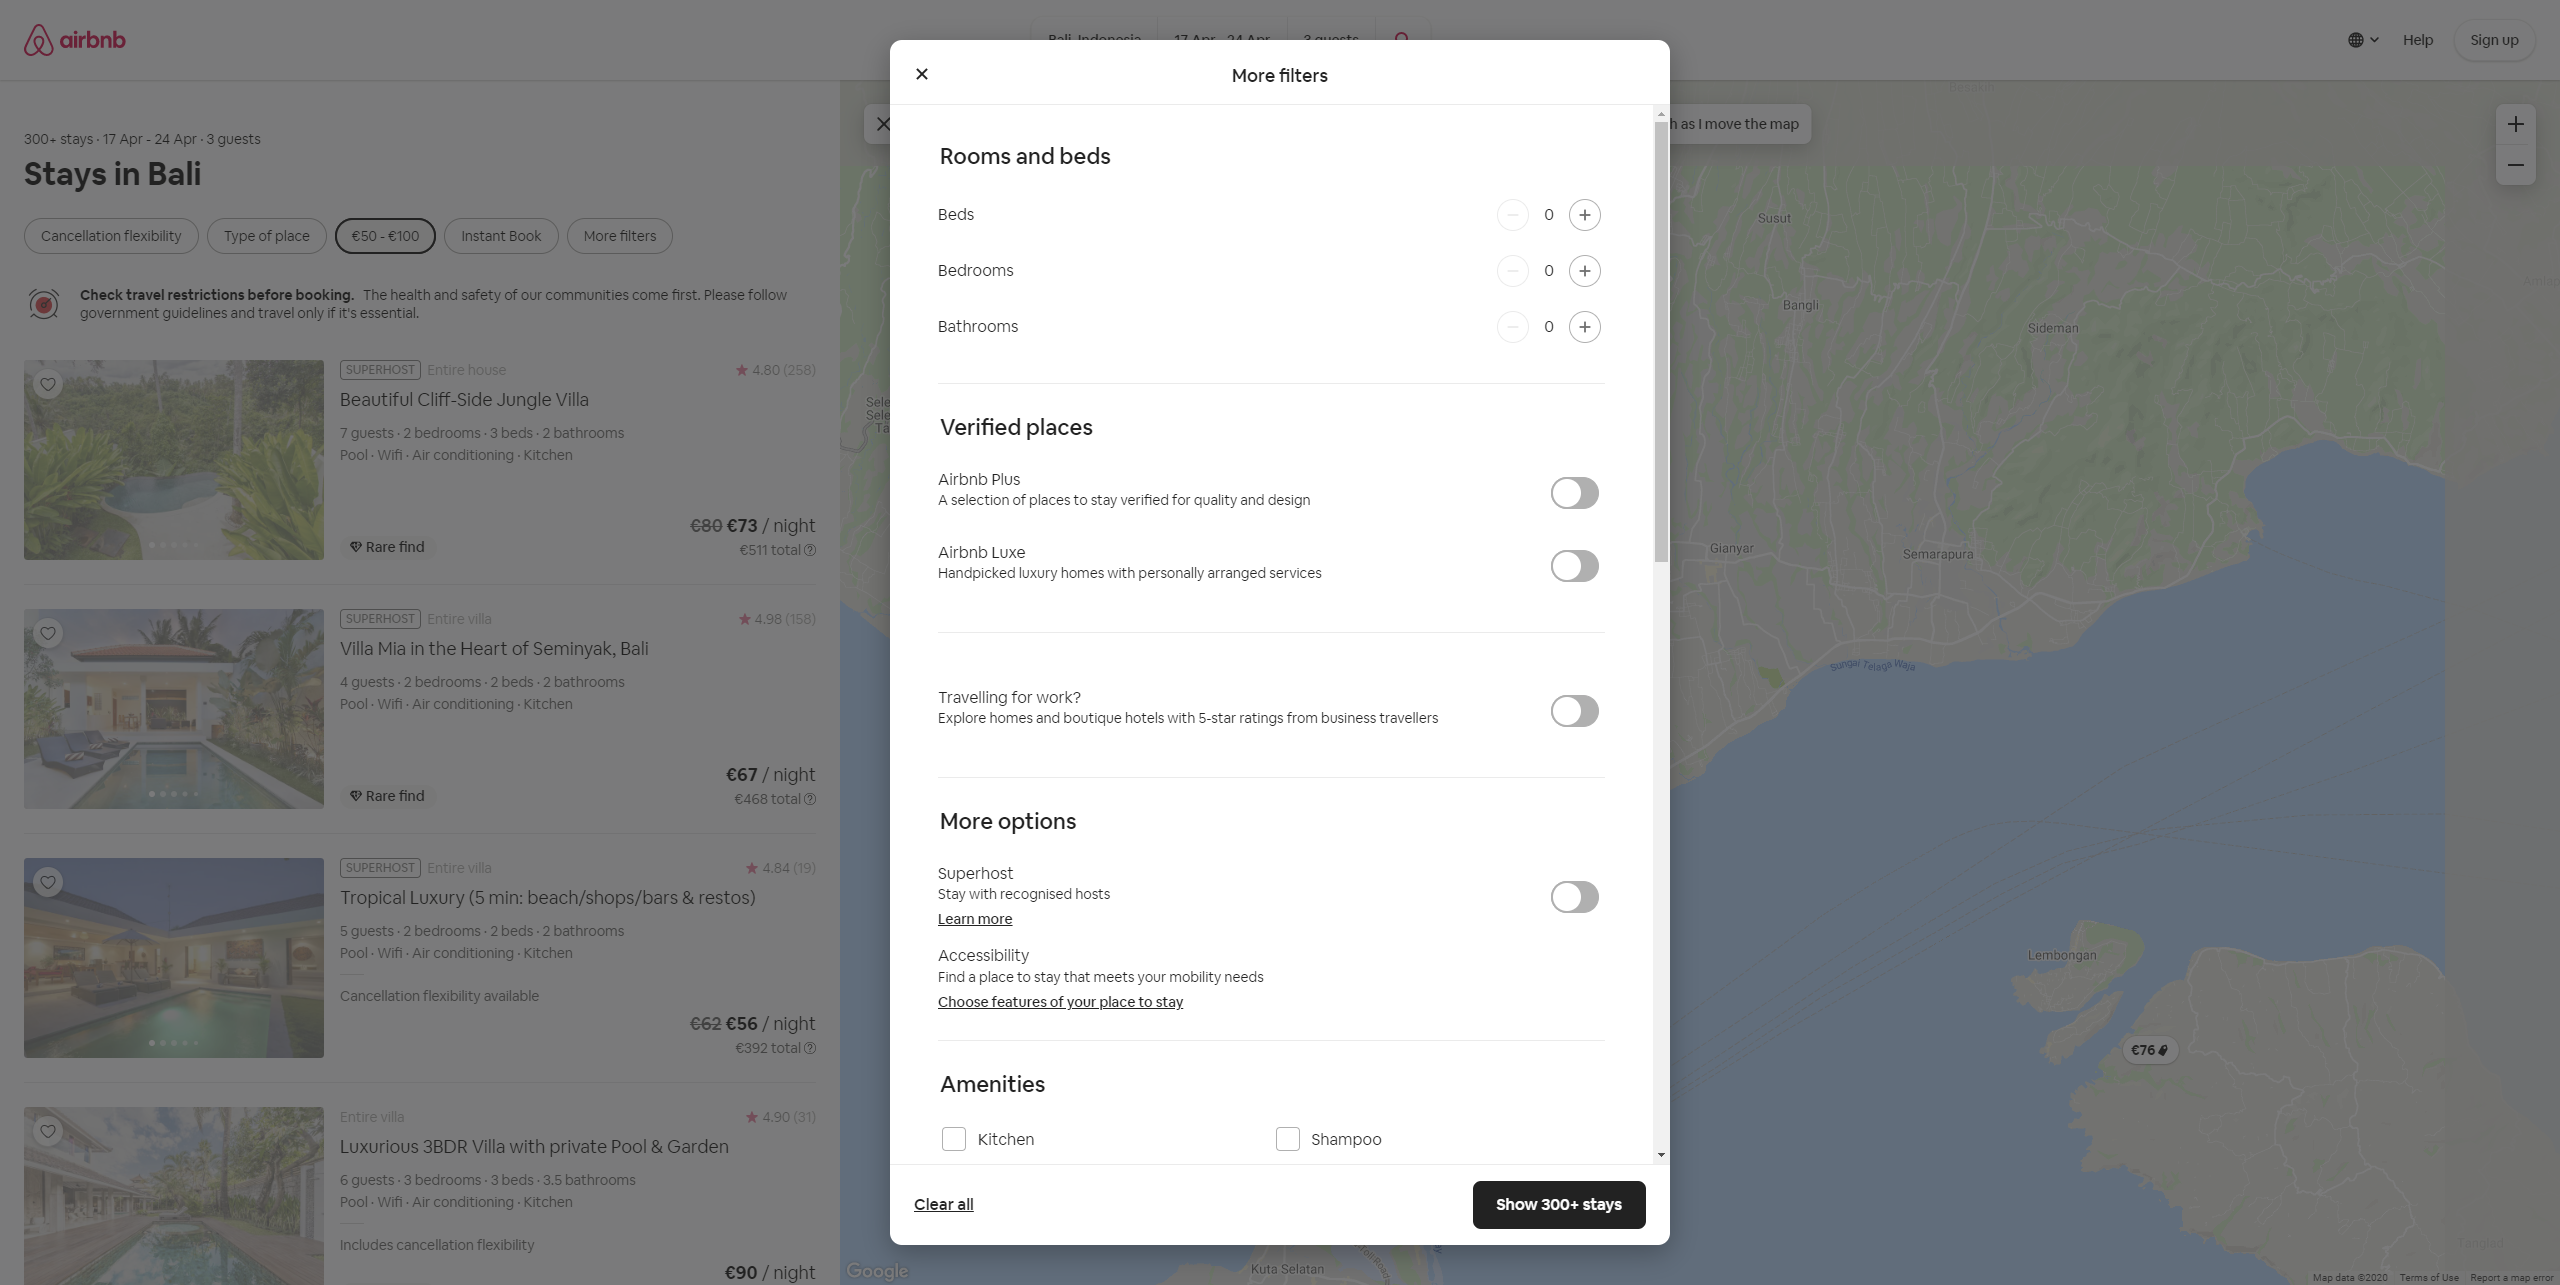 airbnb
Bali, Indonesia
17 Apr - 24 Apr
3 guests
Help
Sign up
300+ stays · 17 Apr - 24 Apr · 3 guests
Stays in Bali
Cancellation flexibility
Type of place
€50 - €100
Instant Book
More filters
Check travel restrictions before booking. The health and safety of our communities come first. Please follow
government guidelines and travel only if it's essential.
SUPERHOST Entire house
4.80 (258)
Beautiful Cliff-Side Jungle Villa
7 guests · 2 bedrooms · 3 beds · 2 bathrooms
Pool · Wifi · Air conditioning · Kitchen
€80 €73 / night
Rare find
€511 total
SUPERHOST Entire villa
4.98 (158)
Villa Mia in the Heart of Seminyak, Bali
4 guests · 2 bedrooms · 2 beds · 2 bathrooms
Pool · Wifi · Air conditioning · Kitchen
€67 / night
Rare find
€468 total
SUPERHOST Entire villa
4.84 (19)
Tropical Luxury (5 min: beach/shops/bars & restos)
5 guests · 2 bedrooms · 2 beds · 2 bathrooms
Pool · Wifi · Air conditioning · Kitchen
Cancellation flexibility available
€62 €56 / night
€392 total
Entire villa
4.90 (31)
Luxurious 3BDR Villa with private Pool & Garden
6 guests · 3 bedrooms · 3 beds · 3.5 bathrooms
Pool · Wifi · Air conditioning · Kitchen
Includes cancellation flexibility
€90 / night
More filters
Rooms and beds
Beds
0
Bedrooms
0
Bathrooms
0
Verified places
Airbnb Plus
A selection of places to stay verified for quality and design
Airbnb Luxe
Handpicked luxury homes with personally arranged services
Travelling for work?
Explore homes and boutique hotels with 5-star ratings from business travellers
More options
Superhost
Stay with recognised hosts
Learn more
Accessibility
Find a place to stay that meets your mobility needs
Choose features of your place to stay
Amenities
Kitchen
Shampoo
Clear all
Show 300+ stays
as I move the map
Susut
Bangli
Sideman
Gianyar
Semarapura
Sungai Telaga Waja
Lembongan
€76
Kuta Selatan
Google
Map data ©2020
Terms of Use
Report a map error